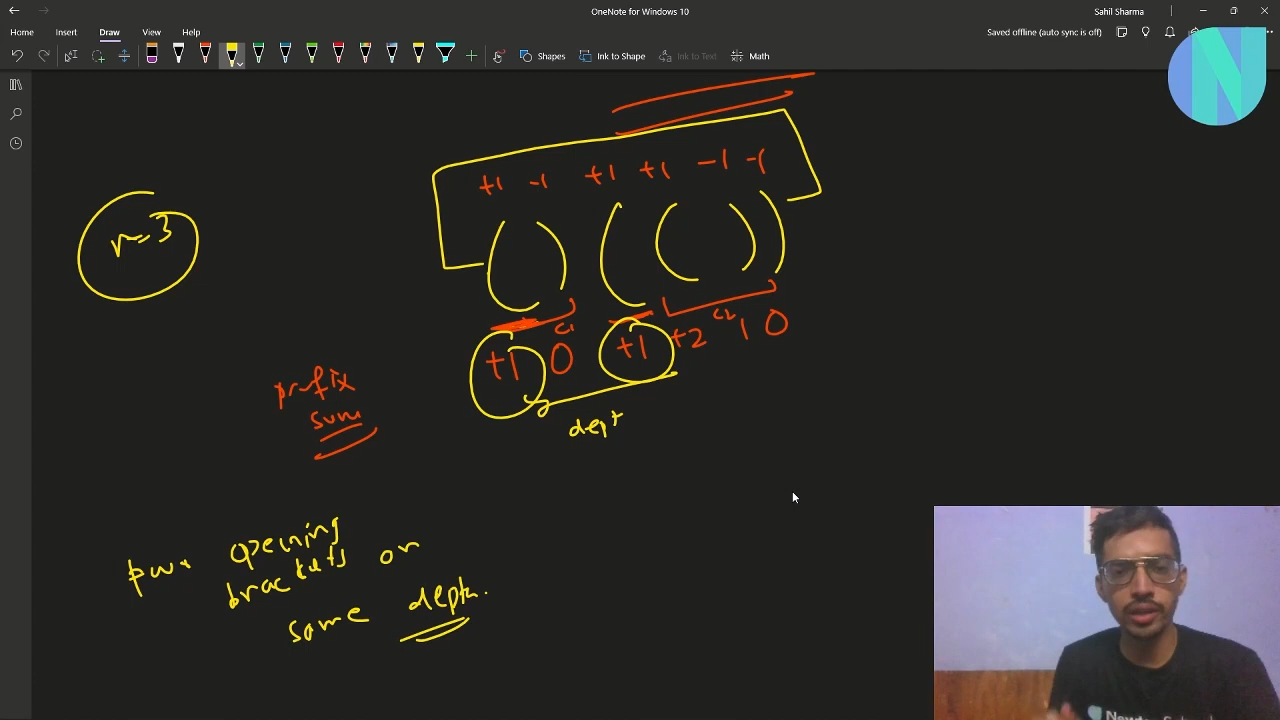 OneNote for Windows 10
Sahil Sharma
Home Insert Draw View Help
Saved offline (auto sync is off)
Shapes Ink to Shape Ink to Text Math
+1 -1 +1 +1 -1 -1
( ) ( ( ) )
n=3
+1 0 +1 +2 1 0
c1 c2
prefix
sum
dept
opening
brackets on
same depth.